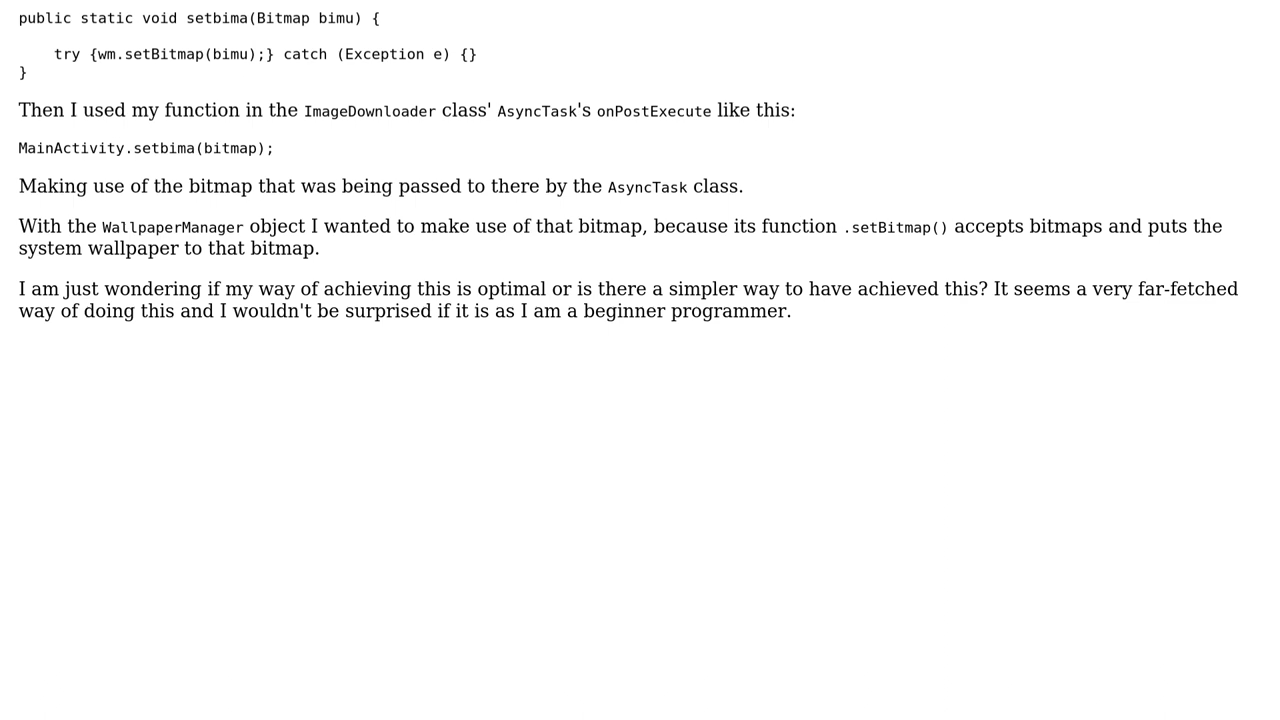 public static void setbima(Bitmap bimu) {
    try {wm.setBitmap(bimu);} catch (Exception e) {}
}
Then I used my function in the ImageDownloader class' AsyncTask's onPostExecute like this:
MainActivity.setbima(bitmap);
Making use of the bitmap that was being passed to there by the AsyncTask class.
With the WallpaperManager object I wanted to make use of that bitmap, because its function .setBitmap() accepts bitmaps and puts the
system wallpaper to that bitmap.
I am just wondering if my way of achieving this is optimal or is there a simpler way to have achieved this? It seems a very far-fetched
way of doing this and I wouldn't be surprised if it is as I am a beginner programmer.